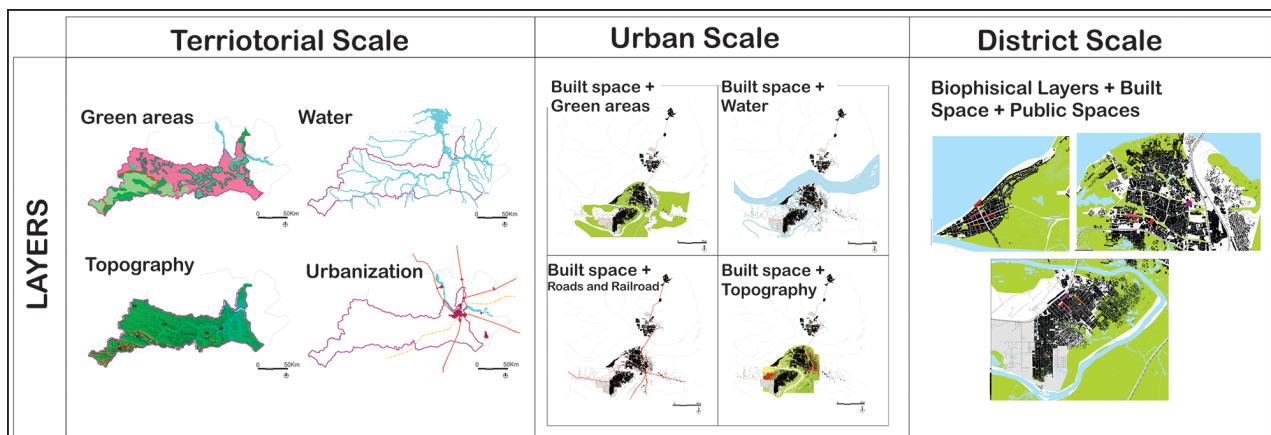 Terriotorial Scale
Urban Scale
District Scale
LAYERS
Green areas
Water
50Km
0
50Km
Topography
Urbanization
0
50Km
0
50Km
Built space +
Green areas
Built space +
Water
Built space +
Roads and Railroad
Built space +
Topography
Biophisical Layers + Built
Space + Public Spaces